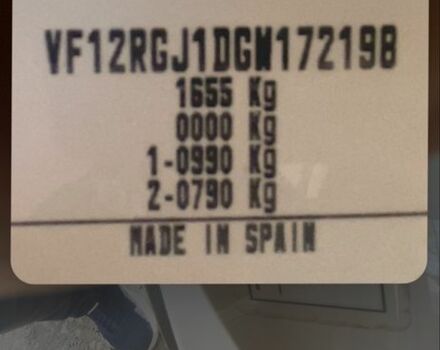 VF12RGJ1DGW172198
1655 Kg
0000 Kg
1-0990 Kg
2-0790 Kg
MADE IN SPAIN